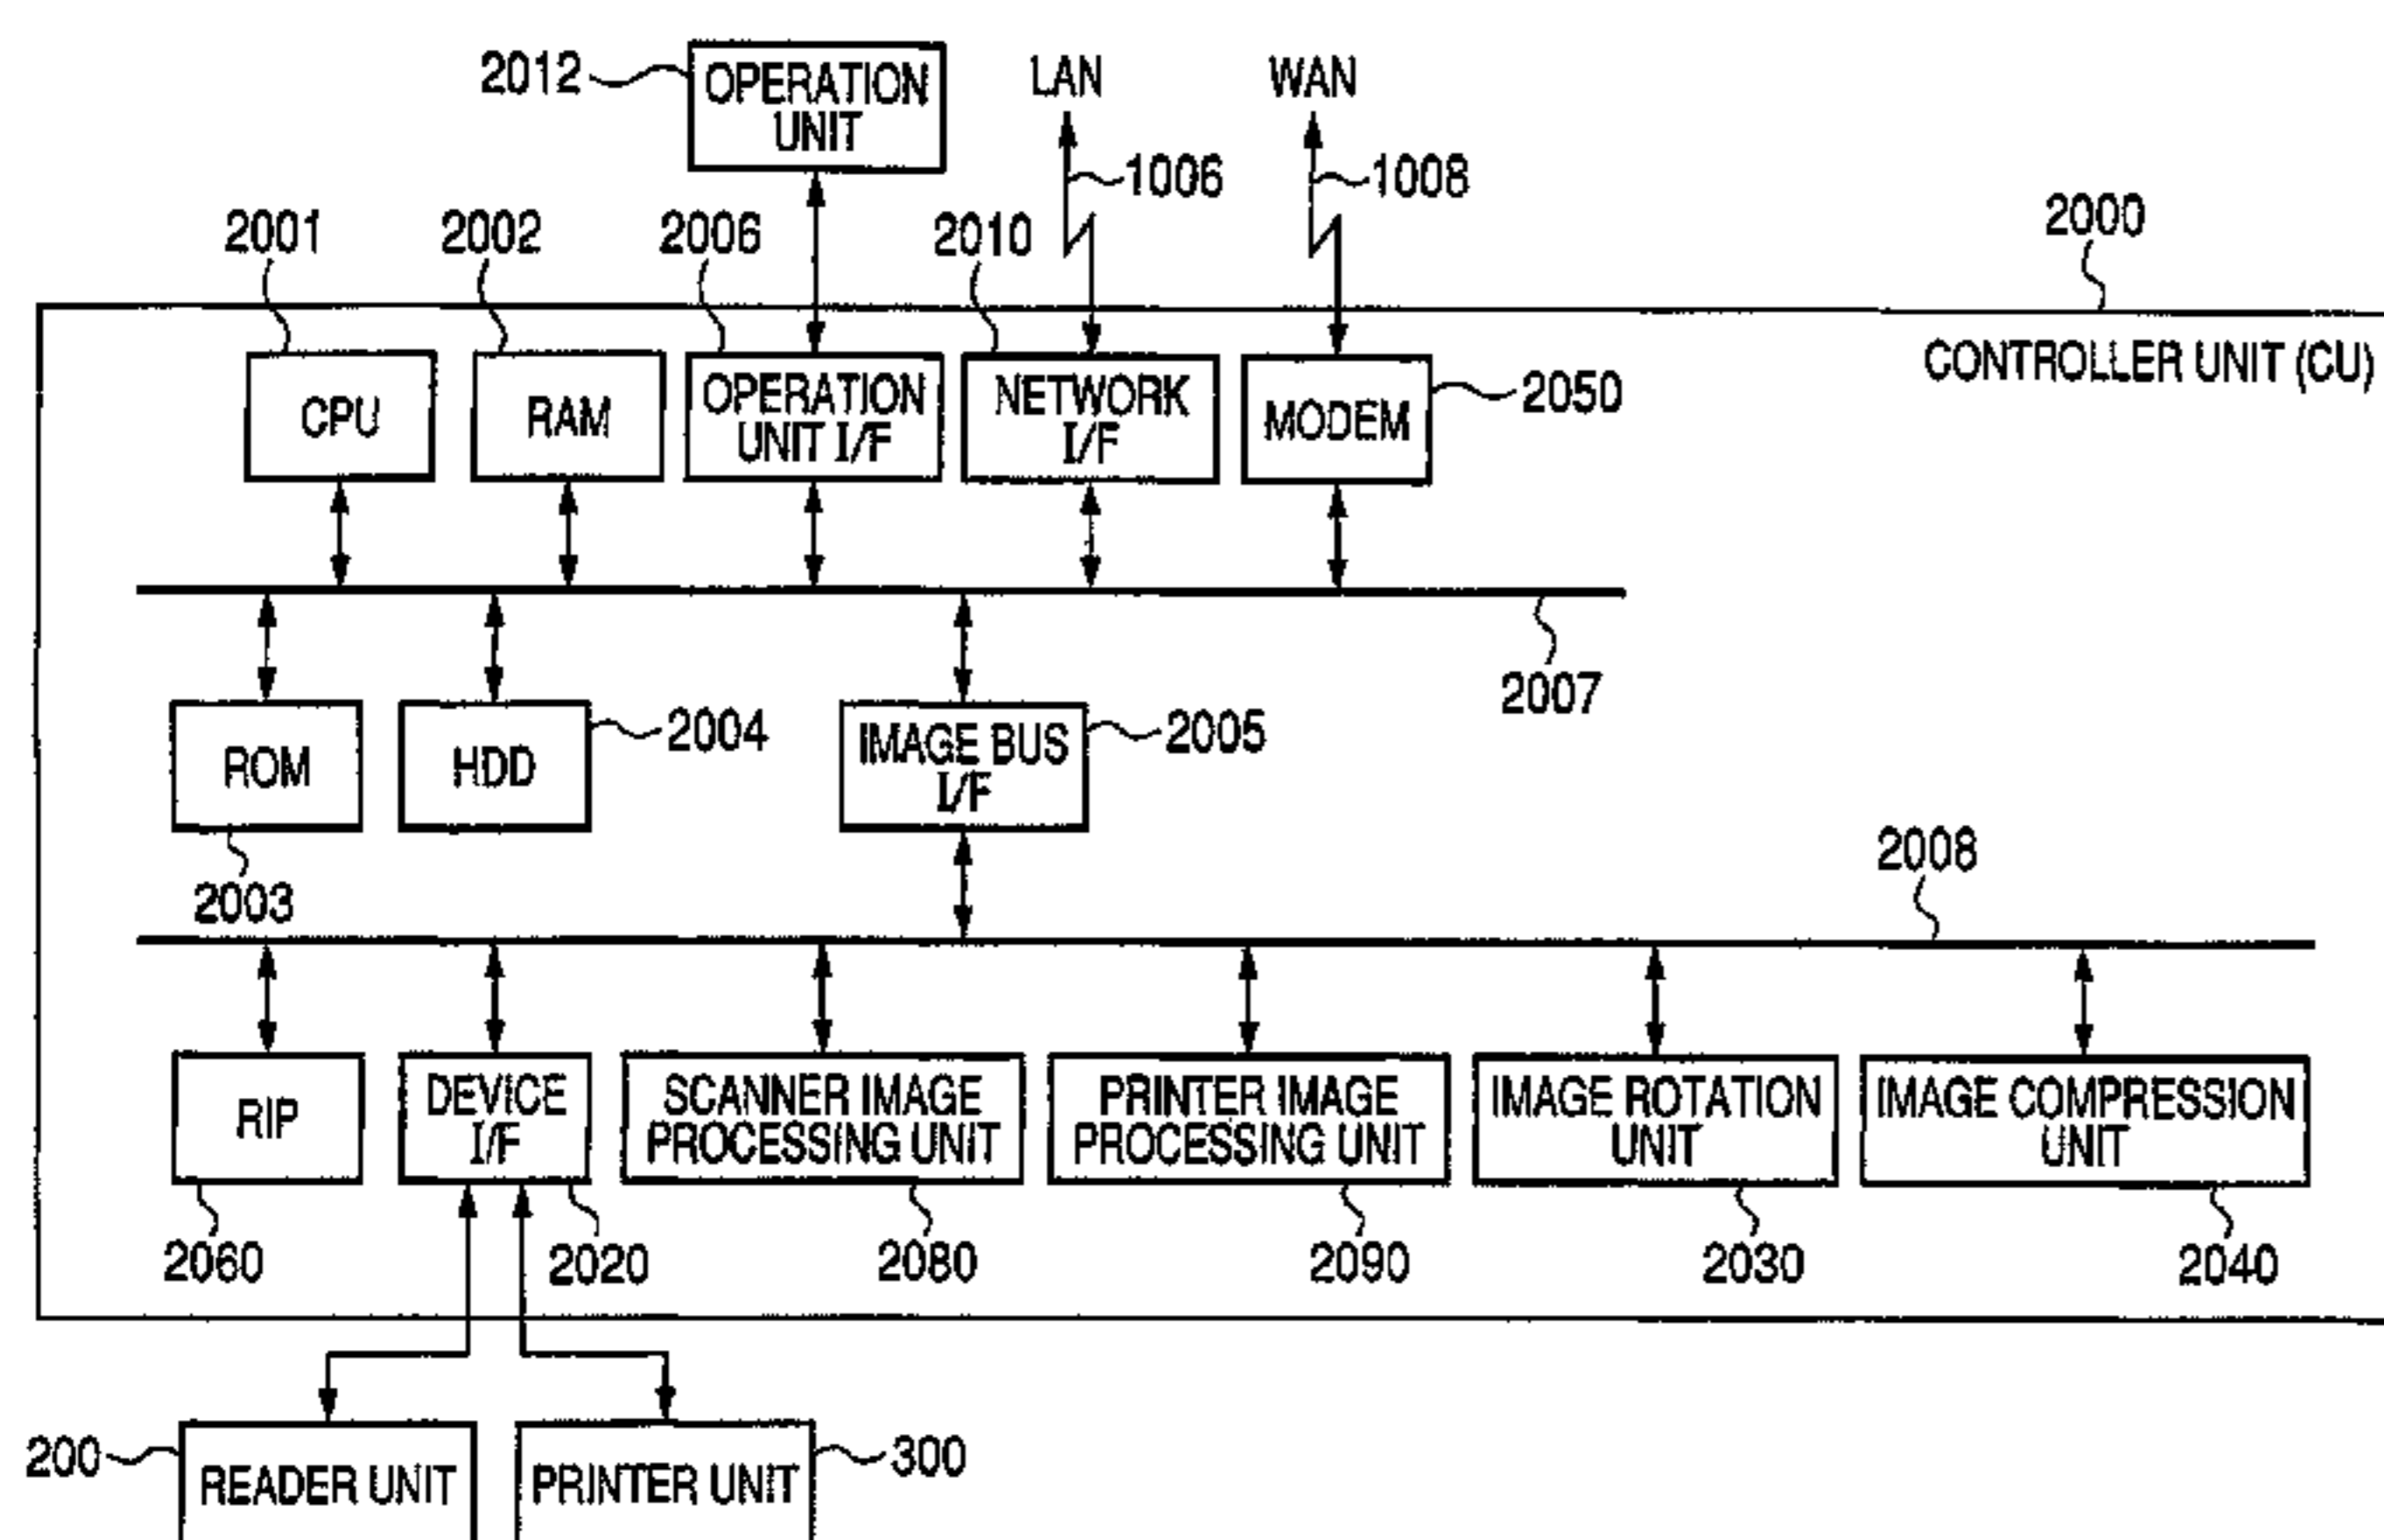 2012
OPERATION
UNIT
LAN
WAN
1006
1008
2001
2002
2006
2010
2000
CONTROLLER UNIT (CU)
CPU
RAM
OPERATION
UNIT I/F
NETWORK
I/F
MODEM
2050
2007
ROM
HDD
2004
IMAGE BUS
I/F
2005
2003
2008
RIP
DEVICE
I/F
SCANNER IMAGE
PROCESSING UNIT
PRINTER IMAGE
PROCESSING UNIT
IMAGE ROTATION
UNIT
IMAGE COMPRESSION
UNIT
2060
2020
2080
2090
2030
2040
200
READER UNIT
PRINTER UNIT
300